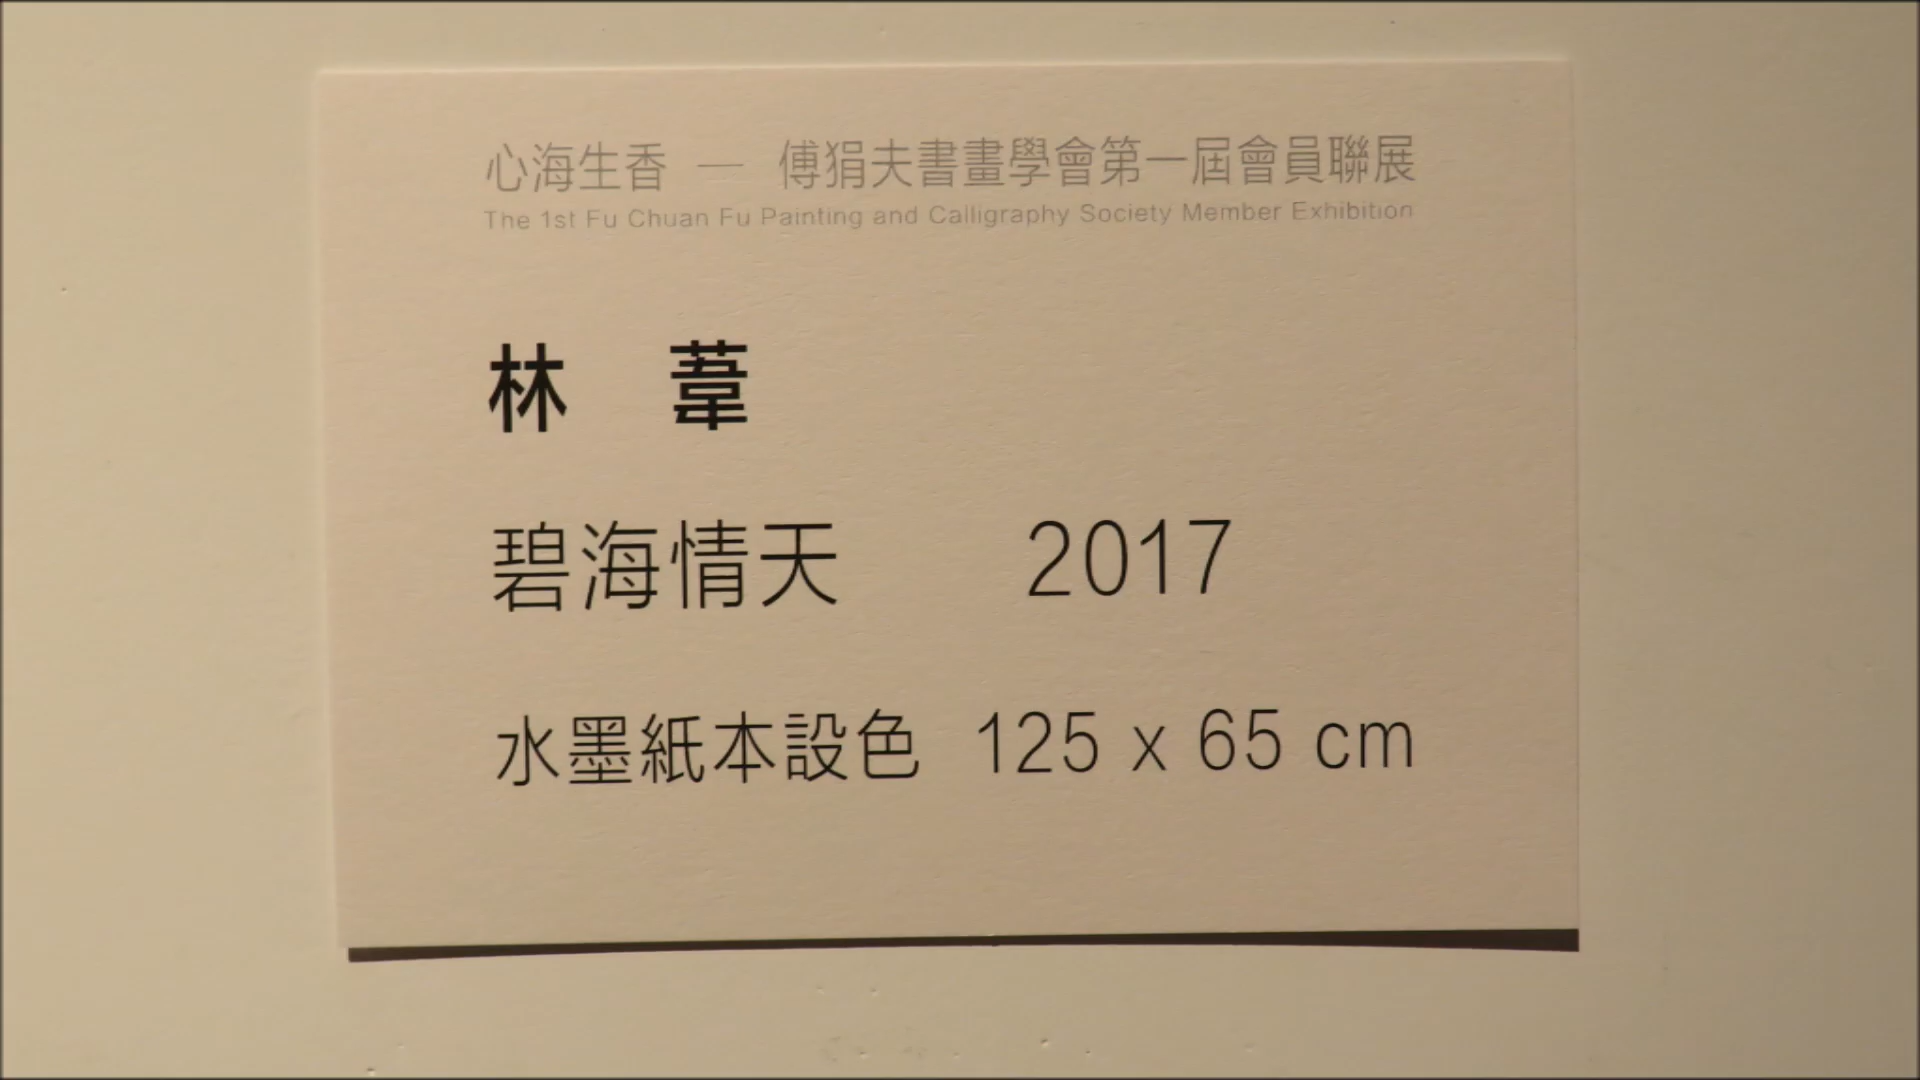 心海生香 — 傅狷夫書畫學會第一屆會員聯展
The 1st Fu Chuan Fu Painting and Calligraphy Society Member Exhibition
林 葦
碧海情天 2017
水墨紙本設色 125 x 65 cm